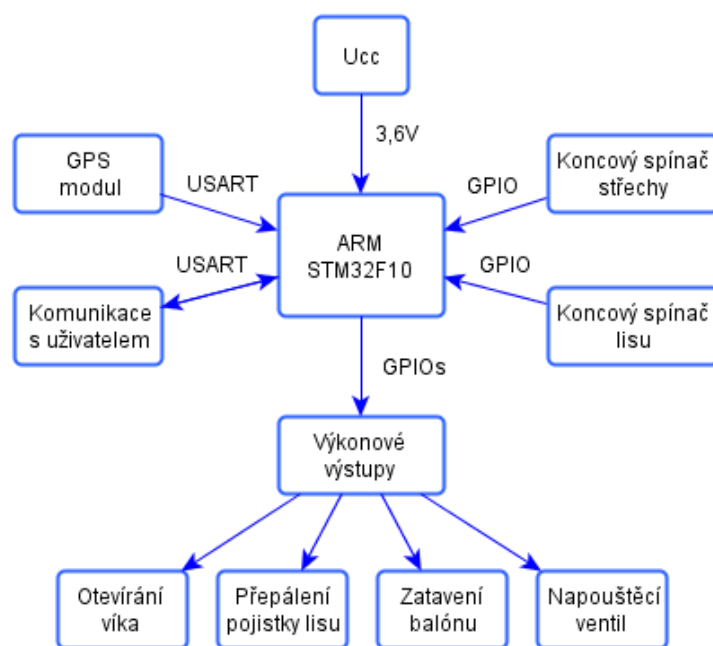 Ucc
3,6V
GPS
modul
USART
GPIO
Koncový spínač
střechy
ARM
STM32F10
USART
GPIO
Komunikace
s uživatelem
Koncový spínač
lisu
GPIOs
Výkonové
výstupy
Otevírání
víka
Přepálení
pojistky lisu
Zatavení
balónu
Napouštěcí
ventil